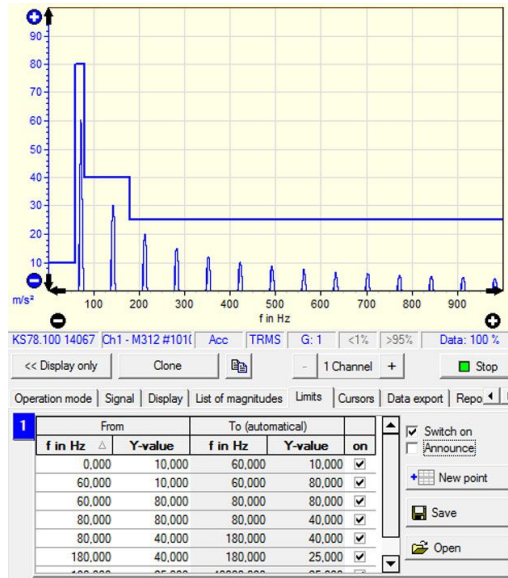 90
80
70
60
50
40
30
20
10
m/s²
100 200 300 400 500 600 700 800 900
f in Hz
KS78.100 14067 Ch1 - M312 #101( Acc TRMS G: 1 <1% >95% Data: 100 %
<< Display only Clone - 1 Channel + Stop
Operation mode Signal Display List of magnitudes Limits Cursors Data export Repo
1 From To (automatical) Switch on
f in Hz Y-value f in Hz Y-value on Announce
0,000 10,000 60,000 10,000
60,000 10,000 60,000 80,000 New point
60,000 80,000 80,000 80,000
80,000 80,000 80,000 40,000 Save
80,000 40,000 180,000 40,000
180,000 40,000 180,000 25,000 Open